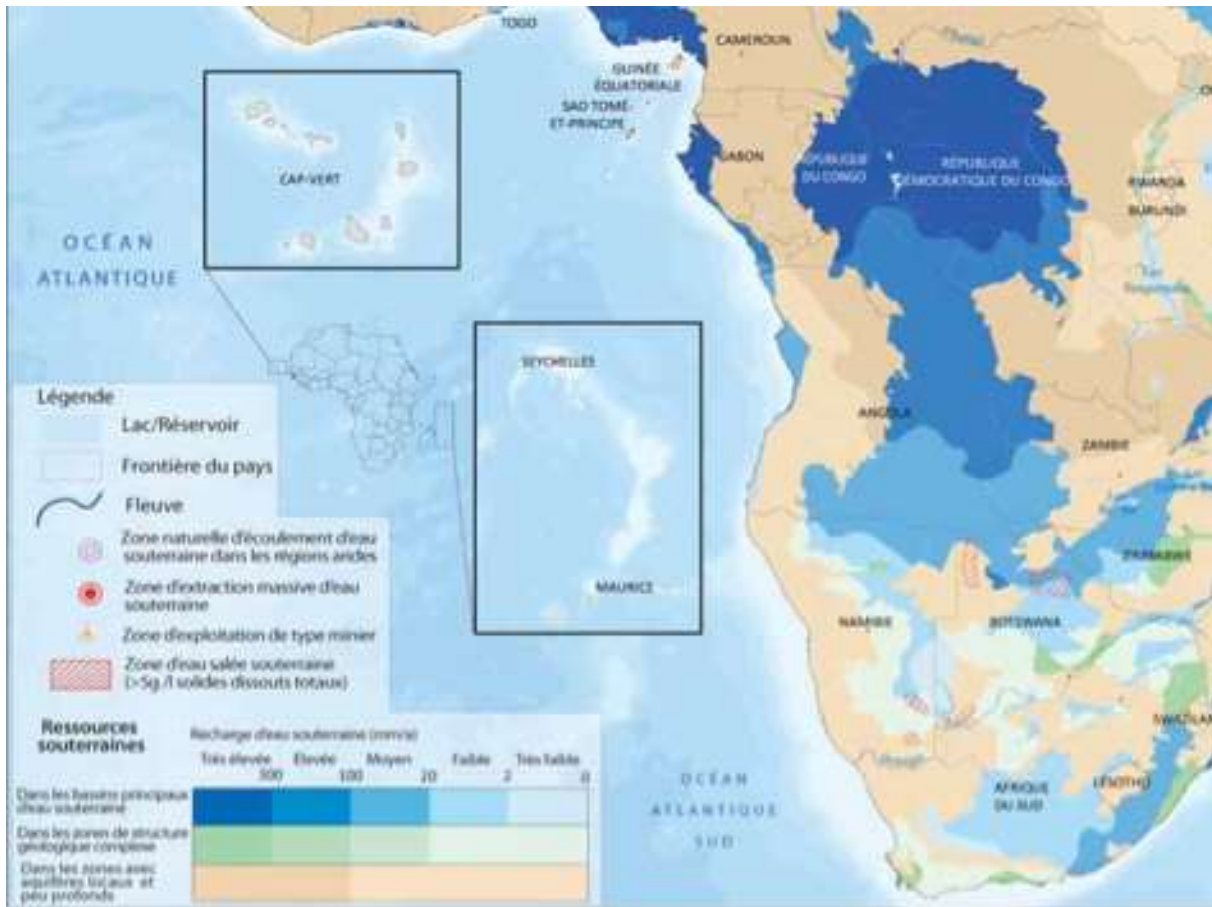 TOGO
CAMEROUN
GUINÉE
ÉQUATORIALE
SAO TOMÉ-
ET-PRINCIPE
GABON
RÉPUBLIQUE
DU CONGO
RÉPUBLIQUE
DÉMOCRATIQUE DU CONGO
RWANDA
BURUNDI
CAP-VERT
OCÉAN
ATLANTIQUE
SEYCHELLES
MAURICE
ANGOLA
ZAMBIE
ZIMBABWE
NAMIBIE
BOTSWANA
SWAZILAN
LÉSOTHO
AFRIQUE
DU SUD
OCÉAN
ATLANTIQUE
SUD
Légende
Lac/Réservoir
Frontière du pays
Fleuve
Zone naturelle d'écoulement d'eau
souterraine dans les régions arides
Zone d'extraction massive d'eau
souterraine
Zone d'exploitation de type minier
Zone d'eau salée souterraine
(>5g./l solides dissouts totaux)
Ressources
souterraines
Recharge d'eau souterraine (mm/a)
Très élevée Elevée Moyen Faible Très faible
300 100 20 2 0
Dans les bassins principaux
d'eau souterraine
Dans les zones de structure
géologique complexe
Dans les zones avec
aquifères locaux et
peu profonds